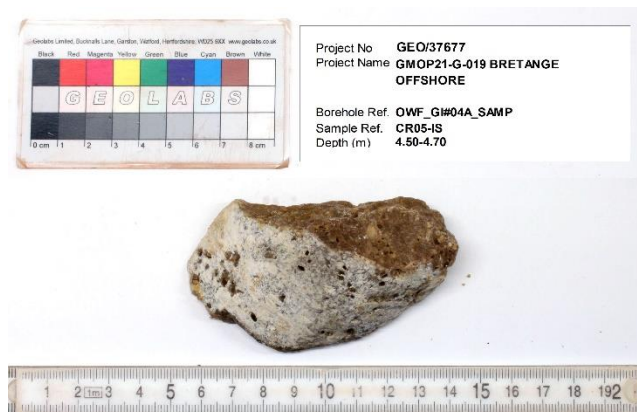 Geolabs Limited, Bucknalls Lane, Garston, Watford, Hertfordshire, WD25 9XX www.geolabs.co.uk
Black Red Magenta Yellow Green Blue Cyan Brown White
G E O L A B S
0 cm 1 2 3 4 5 6 7 8 cm
Project No GEO/37677
Project Name GMOP21-G-019 BRETANGE
OFFSHORE
Borehole Ref. OWF_GI#04A_SAMP
Sample Ref. CR05-IS
Depth (m) 4.50-4.70
1 2 1m 3 4 5 6 7 8 9 10 11 12 13 14 15 16 17 18 19 2